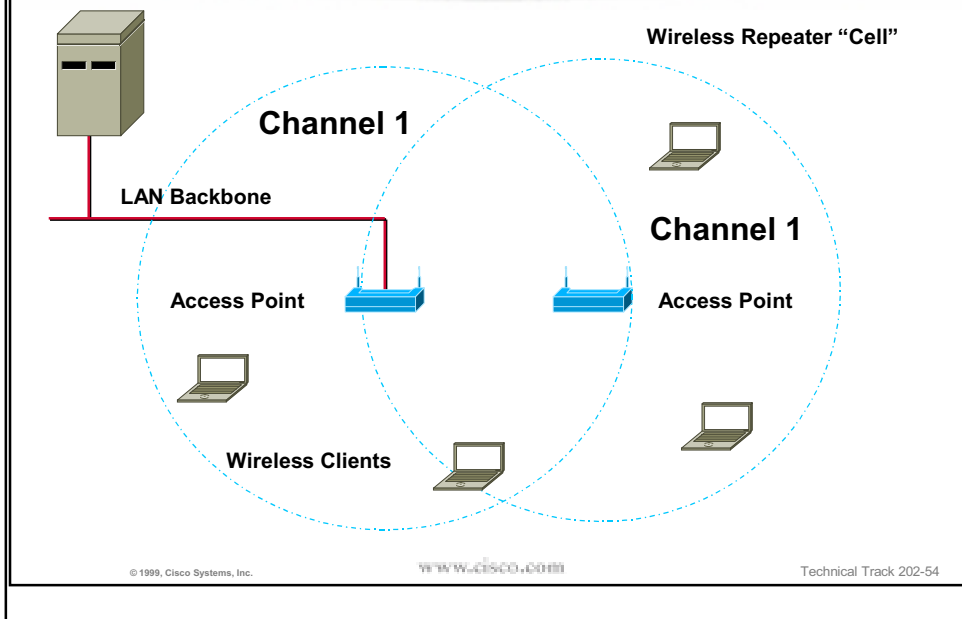 Wireless Repeater “Cell”
Channel 1
LAN Backbone
Channel 1
Access Point
Access Point
Wireless Clients
© 1999, Cisco Systems, Inc.
www.cisco.com
Technical Track 202-54